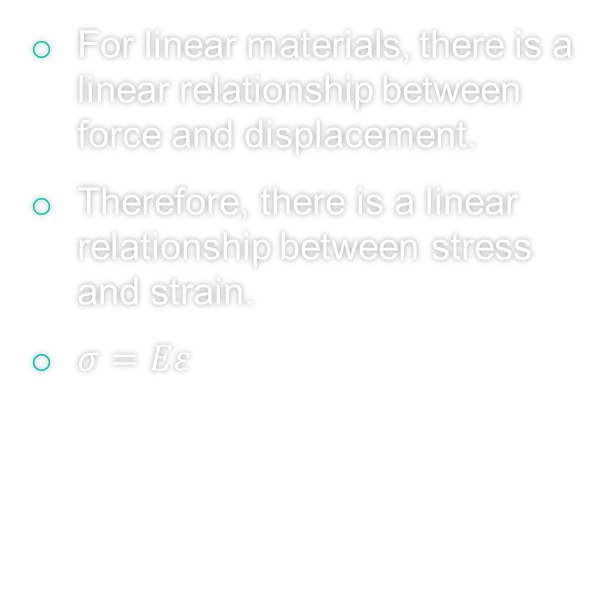 For linear materials, there is a
linear relationship between
force and displacement.
Therefore, there is a linear
relationship between stress
and strain.
σ = Eε